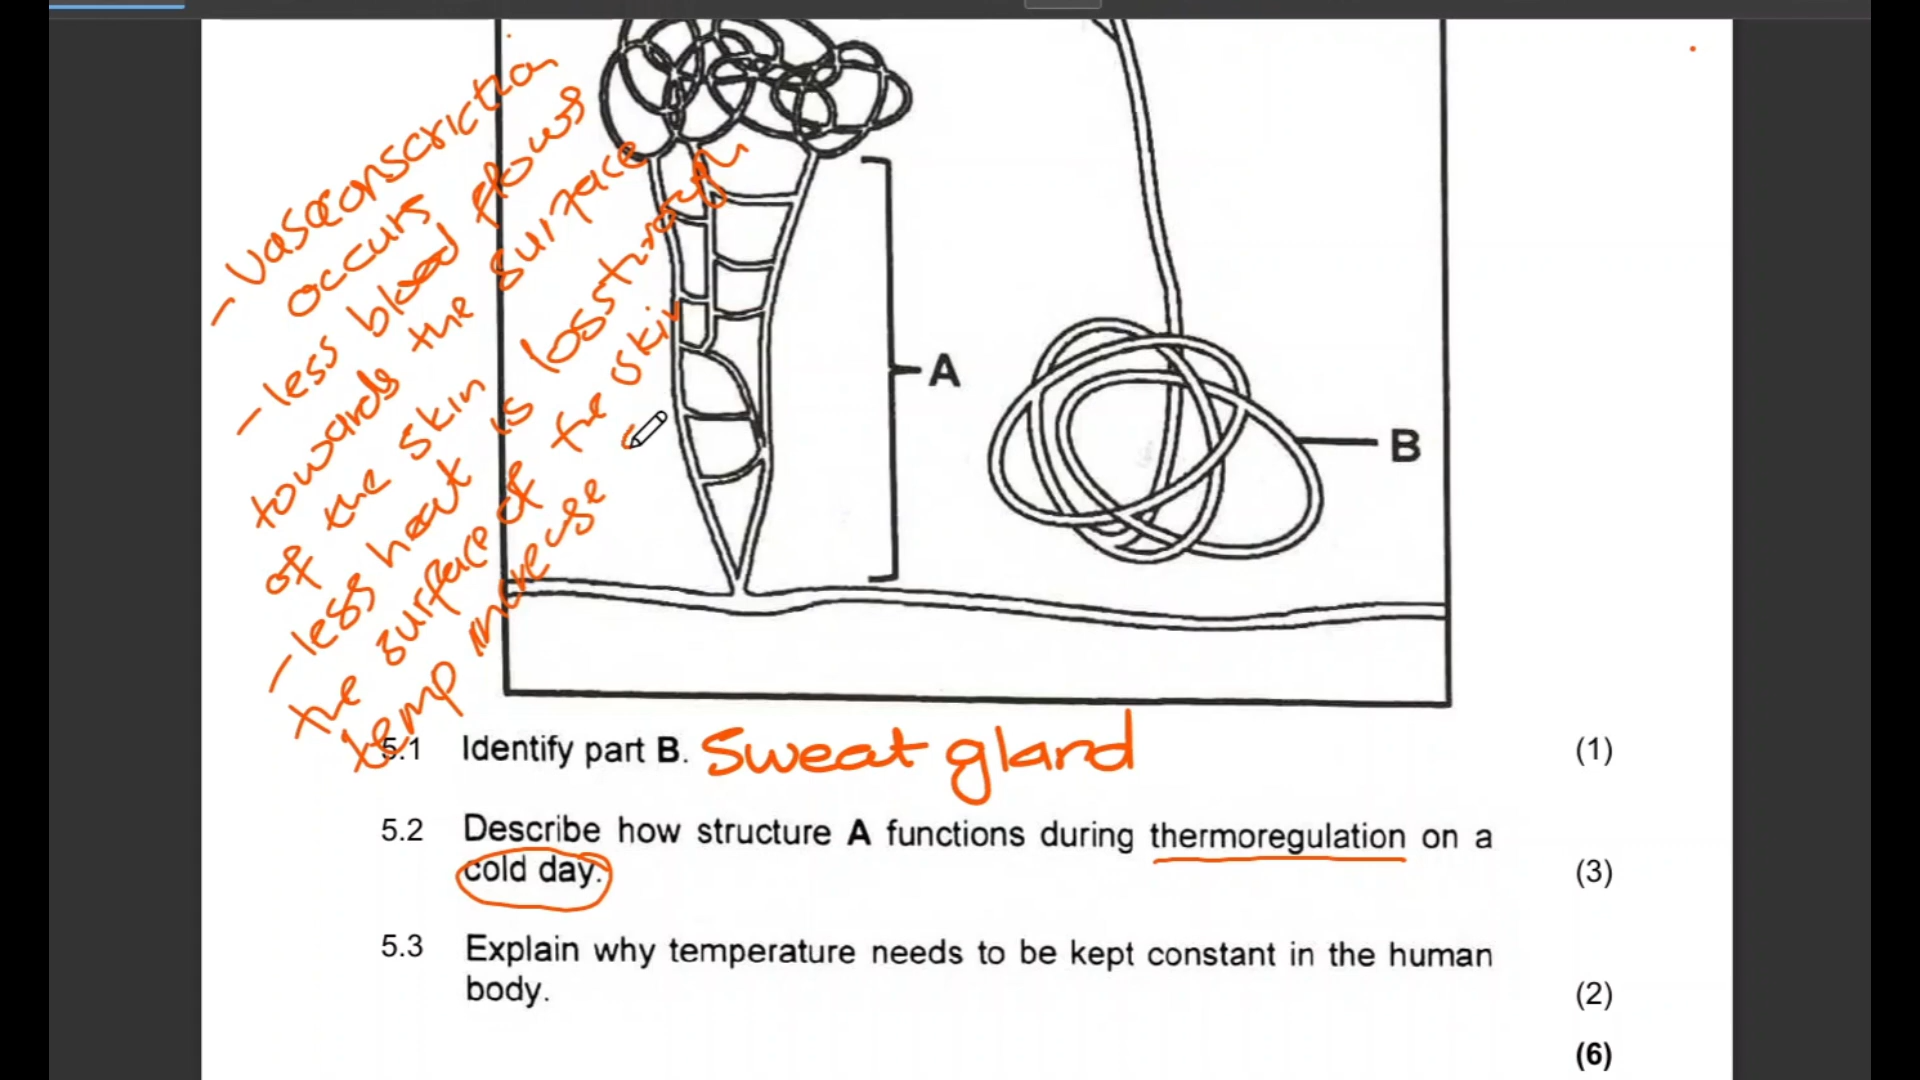 - Vasoconscriction
occurs
- less blood flows
towards the surface
of the skin
- less heat is lost through
the surface of the skin
temp increase
A
B
5.1 Identify part B. Sweat gland (1)
5.2 Describe how structure A functions during thermoregulation on a
cold day. (3)
5.3 Explain why temperature needs to be kept constant in the human
body. (2)
(6)